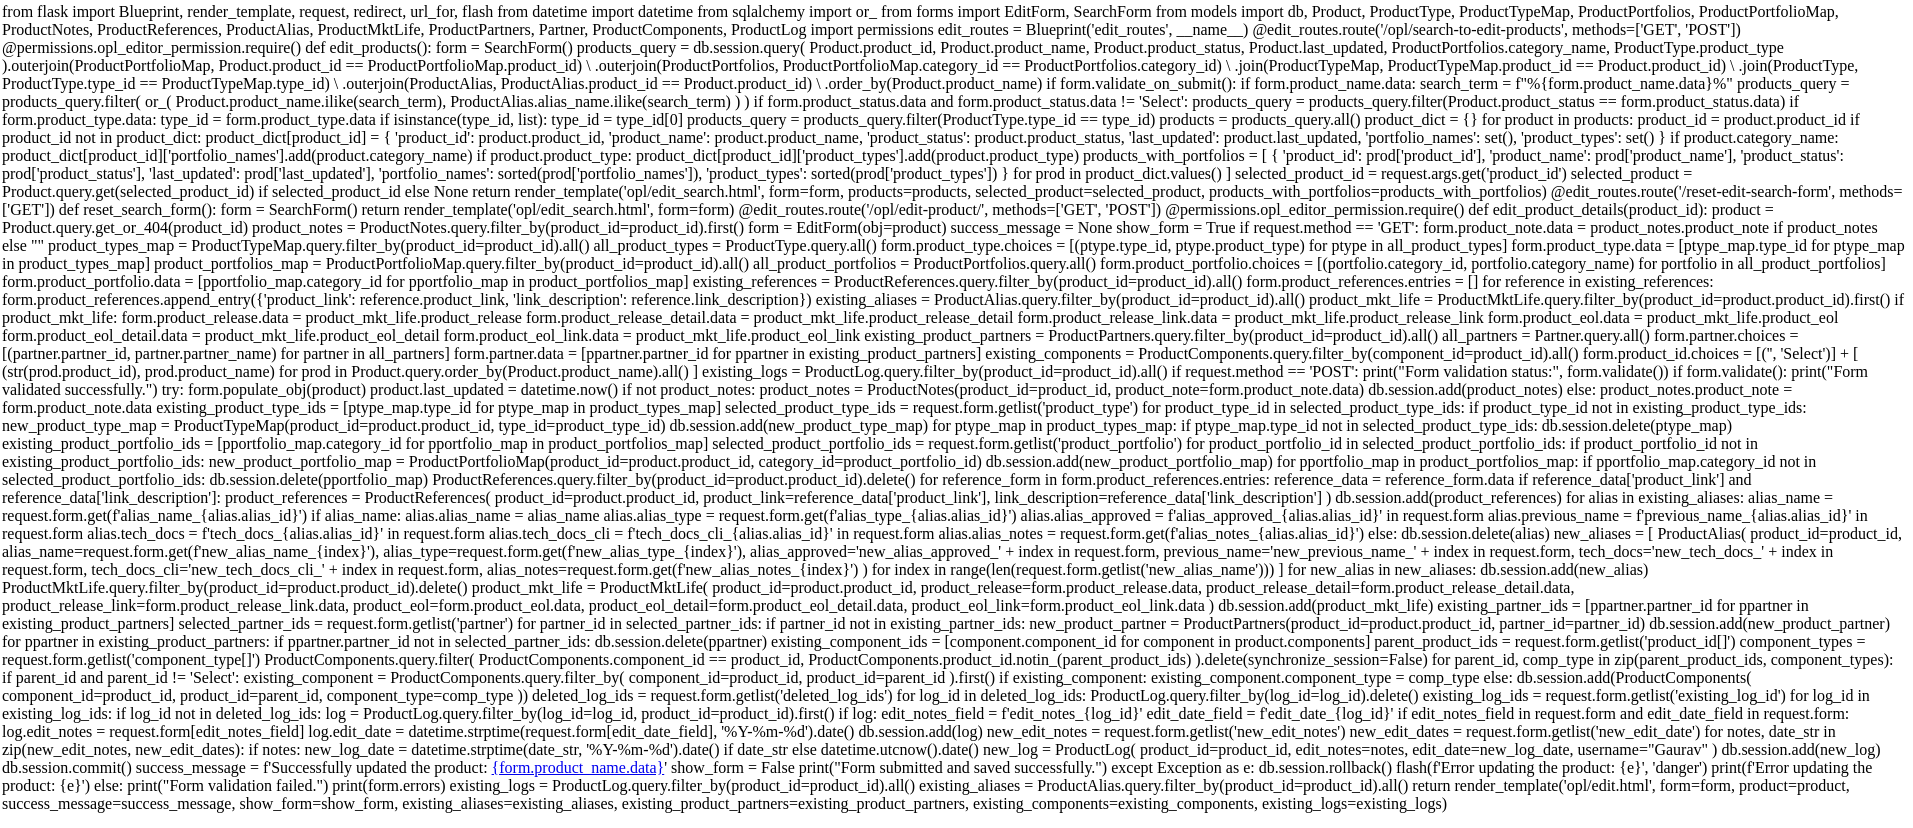 from flask import Blueprint, render_template, request, redirect, url_for, flash from datetime import datetime from sqlalchemy import or_ from forms import EditForm, SearchForm from models import db, Product, ProductType, ProductTypeMap, ProductPortfolios, ProductPortfolioMap,
ProductNotes, ProductReferences, ProductAlias, ProductMktLife, ProductPartners, Partner, ProductComponents, ProductLog import permissions edit_routes = Blueprint('edit_routes', __name__) @edit_routes.route('/opl/search-to-edit-products', methods=['GET', 'POST'])
@permissions.opl_editor_permission.require() def edit_products(): form = SearchForm() products_query = db.session.query( Product.product_id, Product.product_name, Product.product_status, Product.last_updated, ProductPortfolios.category_name, ProductType.product_type
).outerjoin(ProductPortfolioMap, Product.product_id == ProductPortfolioMap.product_id) \ .outerjoin(ProductPortfolios, ProductPortfolioMap.category_id == ProductPortfolios.category_id) \ .join(ProductTypeMap, ProductTypeMap.product_id == Product.product_id) \ .join(ProductType,
ProductType.type_id == ProductTypeMap.type_id) \ .outerjoin(ProductAlias, ProductAlias.product_id == Product.product_id) \ .order_by(Product.product_name) if form.validate_on_submit(): if form.product_name.data: search_term = f"%{form.product_name.data}%" products_query =
products_query.filter( or_( Product.product_name.ilike(search_term), ProductAlias.alias_name.ilike(search_term) ) ) if form.product_status.data and form.product_status.data != 'Select': products_query = products_query.filter(Product.product_status == form.product_status.data) if
form.product_type.data: type_id = form.product_type.data if isinstance(type_id, list): type_id = type_id[0] products_query = products_query.filter(ProductType.type_id == type_id) products = products_query.all() product_dict = {} for product in products: product_id = product.product_id if
product_id not in product_dict: product_dict[product_id] = { 'product_id': product.product_id, 'product_name': product.product_name, 'product_status': product.product_status, 'last_updated': product.last_updated, 'portfolio_names': set(), 'product_types': set() } if product.category_name:
product_dict[product_id]['portfolio_names'].add(product.category_name) if product.product_type: product_dict[product_id]['product_types'].add(product.product_type) products_with_portfolios = [ { 'product_id': prod['product_id'], 'product_name': prod['product_name'], 'product_status':
prod['product_status'], 'last_updated': prod['last_updated'], 'portfolio_names': sorted(prod['portfolio_names']), 'product_types': sorted(prod['product_types']) } for prod in product_dict.values() ] selected_product_id = request.args.get('product_id') selected_product =
Product.query.get(selected_product_id) if selected_product_id else None return render_template('opl/edit_search.html', form=form, products=products, selected_product=selected_product, products_with_portfolios=products_with_portfolios) @edit_routes.route('/reset-edit-search-form', methods=
['GET']) def reset_search_form(): form = SearchForm() return render_template('opl/edit_search.html', form=form) @edit_routes.route('/opl/edit-product/', methods=['GET', 'POST']) @permissions.opl_editor_permission.require() def edit_product_details(product_id): product =
Product.query.get_or_404(product_id) product_notes = ProductNotes.query.filter_by(product_id=product_id).first() form = EditForm(obj=product) success_message = None show_form = True if request.method == 'GET': form.product_note.data = product_notes.product_note if product_notes
else "" product_types_map = ProductTypeMap.query.filter_by(product_id=product_id).all() all_product_types = ProductType.query.all() form.product_type.choices = [(ptype.type_id, ptype.product_type) for ptype in all_product_types] form.product_type.data = [ptype_map.type_id for ptype_map
in product_types_map] product_portfolios_map = ProductPortfolioMap.query.filter_by(product_id=product_id).all() all_product_portfolios = ProductPortfolios.query.all() form.product_portfolio.choices = [(portfolio.category_id, portfolio.category_name) for portfolio in all_product_portfolios]
form.product_portfolio.data = [pportfolio_map.category_id for pportfolio_map in product_portfolios_map] existing_references = ProductReferences.query.filter_by(product_id=product_id).all() form.product_references.entries = [] for reference in existing_references:
form.product_references.append_entry({'product_link': reference.product_link, 'link_description': reference.link_description}) existing_aliases = ProductAlias.query.filter_by(product_id=product_id).all() product_mkt_life = ProductMktLife.query.filter_by(product_id=product.product_id).first() if
product_mkt_life: form.product_release.data = product_mkt_life.product_release form.product_release_detail.data = product_mkt_life.product_release_detail form.product_release_link.data = product_mkt_life.product_release_link form.product_eol.data = product_mkt_life.product_eol
form.product_eol_detail.data = product_mkt_life.product_eol_detail form.product_eol_link.data = product_mkt_life.product_eol_link existing_product_partners = ProductPartners.query.filter_by(product_id=product_id).all() all_partners = Partner.query.all() form.partner.choices =
[(partner.partner_id, partner.partner_name) for partner in all_partners] form.partner.data = [ppartner.partner_id for ppartner in existing_product_partners] existing_components = ProductComponents.query.filter_by(component_id=product_id).all() form.product_id.choices = [('', 'Select')] + [
(str(prod.product_id), prod.product_name) for prod in Product.query.order_by(Product.product_name).all() ] existing_logs = ProductLog.query.filter_by(product_id=product_id).all() if request.method == 'POST': print("Form validation status:", form.validate()) if form.validate(): print("Form
validated successfully.") try: form.populate_obj(product) product.last_updated = datetime.now() if not product_notes: product_notes = ProductNotes(product_id=product_id, product_note=form.product_note.data) db.session.add(product_notes) else: product_notes.product_note =
form.product_note.data existing_product_type_ids = [ptype_map.type_id for ptype_map in product_types_map] selected_product_type_ids = request.form.getlist('product_type') for product_type_id in selected_product_type_ids: if product_type_id not in existing_product_type_ids:
new_product_type_map = ProductTypeMap(product_id=product.product_id, type_id=product_type_id) db.session.add(new_product_type_map) for ptype_map in product_types_map: if ptype_map.type_id not in selected_product_type_ids: db.session.delete(ptype_map)
existing_product_portfolio_ids = [pportfolio_map.category_id for pportfolio_map in product_portfolios_map] selected_product_portfolio_ids = request.form.getlist('product_portfolio') for product_portfolio_id in selected_product_portfolio_ids: if product_portfolio_id not in
existing_product_portfolio_ids: new_product_portfolio_map = ProductPortfolioMap(product_id=product.product_id, category_id=product_portfolio_id) db.session.add(new_product_portfolio_map) for pportfolio_map in product_portfolios_map: if pportfolio_map.category_id not in
selected_product_portfolio_ids: db.session.delete(pportfolio_map) ProductReferences.query.filter_by(product_id=product.product_id).delete() for reference_form in form.product_references.entries: reference_data = reference_form.data if reference_data['product_link'] and
reference_data['link_description']: product_references = ProductReferences( product_id=product.product_id, product_link=reference_data['product_link'], link_description=reference_data['link_description'] ) db.session.add(product_references) for alias in existing_aliases: alias_name =
request.form.get(f'alias_name_{alias.alias_id}') if alias_name: alias.alias_name = alias_name alias.alias_type = request.form.get(f'alias_type_{alias.alias_id}') alias.alias_approved = f'alias_approved_{alias.alias_id}' in request.form alias.previous_name = f'previous_name_{alias.alias_id}' in
request.form alias.tech_docs = f'tech_docs_{alias.alias_id}' in request.form alias.tech_docs_cli = f'tech_docs_cli_{alias.alias_id}' in request.form alias.alias_notes = request.form.get(f'alias_notes_{alias.alias_id}') else: db.session.delete(alias) new_aliases = [ ProductAlias( product_id=product_id,
alias_name=request.form.get(f'new_alias_name_{index}'), alias_type=request.form.get(f'new_alias_type_{index}'), alias_approved='new_alias_approved_' + index in request.form, previous_name='new_previous_name_' + index in request.form, tech_docs='new_tech_docs_' + index in
request.form, tech_docs_cli='new_tech_docs_cli_' + index in request.form, alias_notes=request.form.get(f'new_alias_notes_{index}') ) for index in range(len(request.form.getlist('new_alias_name'))) ] for new_alias in new_aliases: db.session.add(new_alias)
ProductMktLife.query.filter_by(product_id=product.product_id).delete() product_mkt_life = ProductMktLife( product_id=product.product_id, product_release=form.product_release.data, product_release_detail=form.product_release_detail.data,
product_release_link=form.product_release_link.data, product_eol=form.product_eol.data, product_eol_detail=form.product_eol_detail.data, product_eol_link=form.product_eol_link.data ) db.session.add(product_mkt_life) existing_partner_ids = [ppartner.partner_id for ppartner in
existing_product_partners] selected_partner_ids = request.form.getlist('partner') for partner_id in selected_partner_ids: if partner_id not in existing_partner_ids: new_product_partner = ProductPartners(product_id=product.product_id, partner_id=partner_id) db.session.add(new_product_partner)
for ppartner in existing_product_partners: if ppartner.partner_id not in selected_partner_ids: db.session.delete(ppartner) existing_component_ids = [component.component_id for component in product.components] parent_product_ids = request.form.getlist('product_id[]') component_types =
request.form.getlist('component_type[]') ProductComponents.query.filter( ProductComponents.component_id == product_id, ProductComponents.product_id.notin_(parent_product_ids) ).delete(synchronize_session=False) for parent_id, comp_type in zip(parent_product_ids, component_types):
if parent_id and parent_id != 'Select': existing_component = ProductComponents.query.filter_by( component_id=product_id, product_id=parent_id ).first() if existing_component: existing_component.component_type = comp_type else: db.session.add(ProductComponents(
component_id=product_id, product_id=parent_id, component_type=comp_type )) deleted_log_ids = request.form.getlist('deleted_log_ids') for log_id in deleted_log_ids: ProductLog.query.filter_by(log_id=log_id).delete() existing_log_ids = request.form.getlist('existing_log_id') for log_id in
existing_log_ids: if log_id not in deleted_log_ids: log = ProductLog.query.filter_by(log_id=log_id, product_id=product_id).first() if log: edit_notes_field = f'edit_notes_{log_id}' edit_date_field = f'edit_date_{log_id}' if edit_notes_field in request.form and edit_date_field in request.form:
log.edit_notes = request.form[edit_notes_field] log.edit_date = datetime.strptime(request.form[edit_date_field], '%Y-%m-%d').date() db.session.add(log) new_edit_notes = request.form.getlist('new_edit_notes') new_edit_dates = request.form.getlist('new_edit_date') for notes, date_str in
zip(new_edit_notes, new_edit_dates): if notes: new_log_date = datetime.strptime(date_str, '%Y-%m-%d').date() if date_str else datetime.utcnow().date() new_log = ProductLog( product_id=product_id, edit_notes=notes, edit_date=new_log_date, username="Gaurav" ) db.session.add(new_log)
db.session.commit() success_message = f'Successfully updated the product: {form.product_name.data}' show_form = False print("Form submitted and saved successfully.") except Exception as e: db.session.rollback() flash(f'Error updating the product: {e}', 'danger') print(f'Error updating the
product: {e}') else: print("Form validation failed.") print(form.errors) existing_logs = ProductLog.query.filter_by(product_id=product_id).all() existing_aliases = ProductAlias.query.filter_by(product_id=product_id).all() return render_template('opl/edit.html', form=form, product=product,
success_message=success_message, show_form=show_form, existing_aliases=existing_aliases, existing_product_partners=existing_product_partners, existing_components=existing_components, existing_logs=existing_logs)